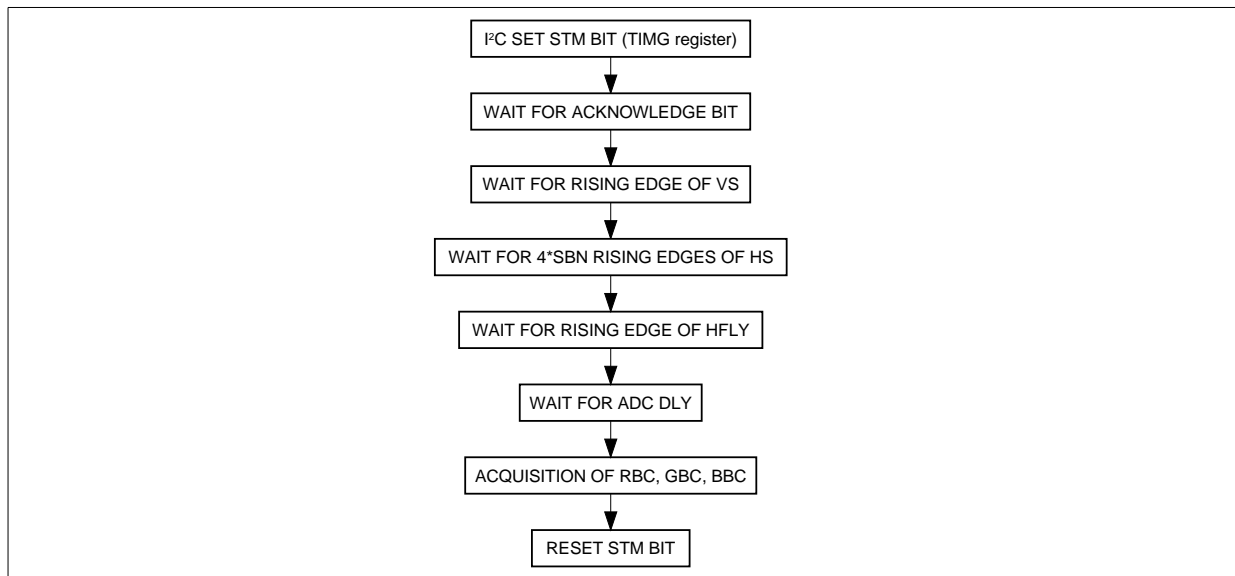 I²C SET STM BIT (TIMG register)
WAIT FOR ACKNOWLEDGE BIT
WAIT FOR RISING EDGE OF VS
WAIT FOR 4*SBN RISING EDGES OF HS
WAIT FOR RISING EDGE OF HFLY
WAIT FOR ADC DLY
ACQUISITION OF RBC, GBC, BBC
RESET STM BIT